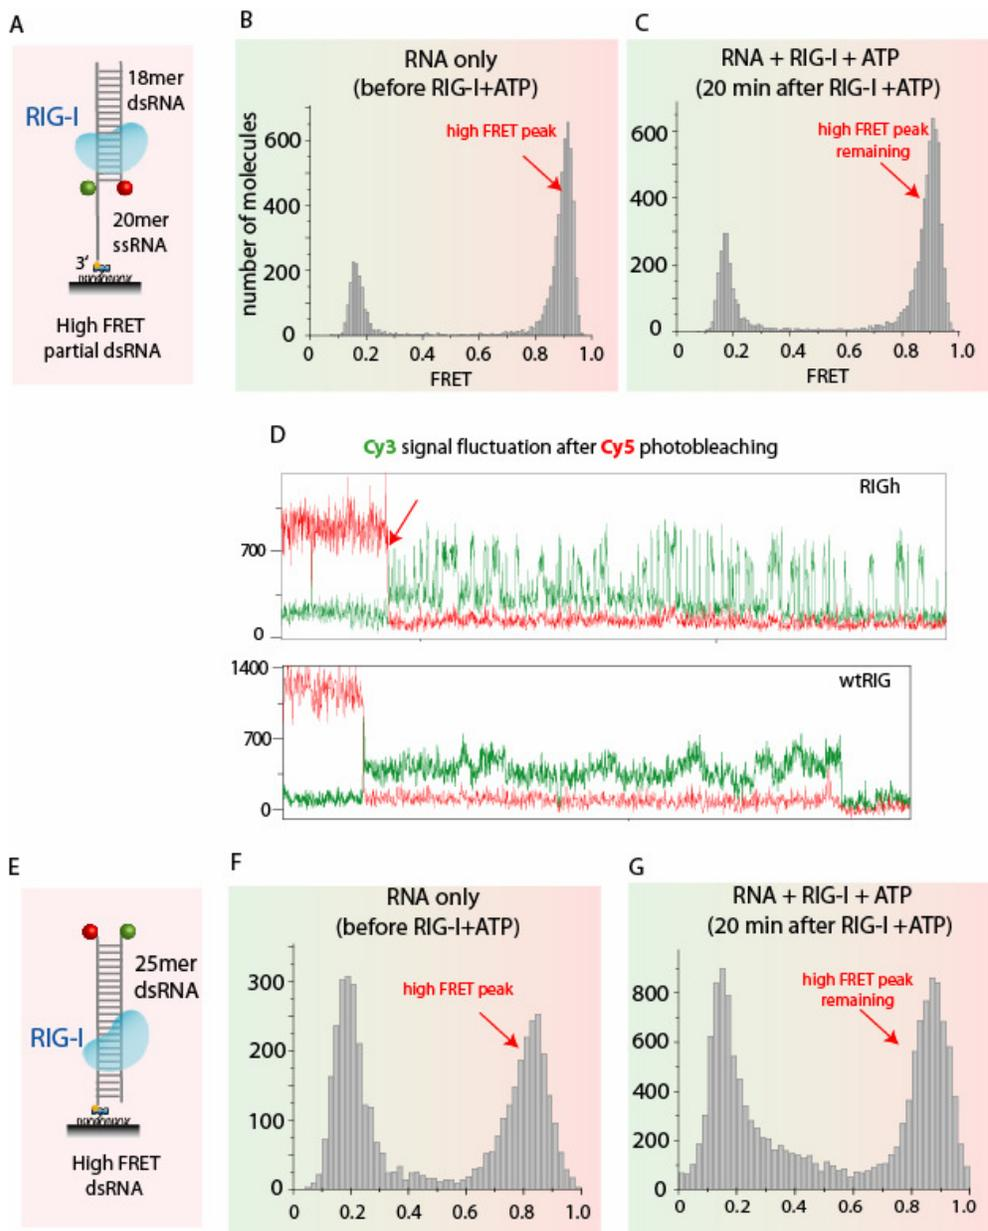 A
18mer
dsRNA
RIG-I
20mer
ssRNA
3'
High FRET
partial dsRNA
B
RNA only
(before RIG-I+ATP)
high FRET peak
number of molecules
600
400
200
0
0 0.2 0.4 0.6 0.8 1.0
FRET
C
RNA + RIG-I + ATP
(20 min after RIG-I +ATP)
high FRET peak
remaining
600
400
200
0
0 0.2 0.4 0.6 0.8 1.0
FRET
D
Cy3 signal fluctuation after Cy5 photobleaching
RIGh
700
0
1400
wtRIG
700
0
E
25mer
dsRNA
RIG-I
High FRET
dsRNA
F
RNA only
(before RIG-I+ATP)
high FRET peak
300
200
100
0
0 0.2 0.4 0.6 0.8 1.0
G
RNA + RIG-I + ATP
(20 min after RIG-I +ATP)
high FRET peak
remaining
800
600
400
200
0
0 0.2 0.4 0.6 0.8 1.0